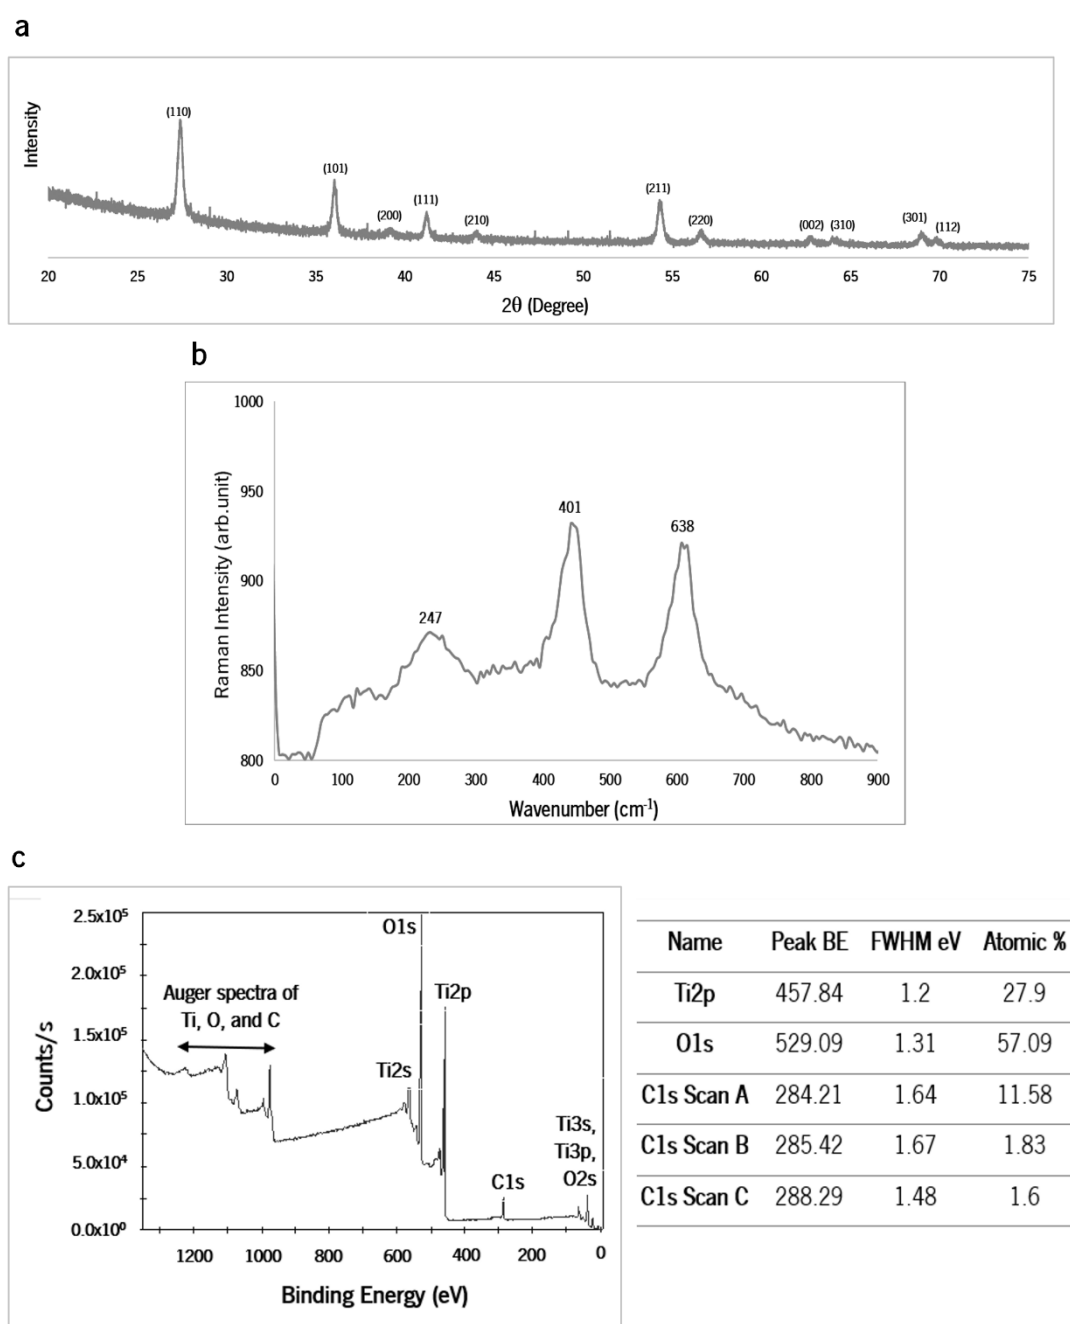 a
Intensity
(110)
(101)
(200)
(111)
(210)
(211)
(220)
(002)
(310)
(301)
(112)
20
25
30
35
40
45
50
55
60
65
70
75
2θ (Degree)
b
Raman Intensity (arb.unit)
1000
950
900
850
800
247
401
638
0
100
200
300
400
500
600
700
800
900
Wavenumber (cm-1)
c
Counts/s
2.5x10⁵
2.0x10⁵
1.5x10⁵
1.0x10⁵
5.0x10⁴
0.0x10⁰
Auger spectra of
Ti, O, and C
O1s
Ti2p
Ti2s
C1s
Ti3s,
Ti3p,
O2s
1200
1000
800
600
400
200
0
Binding Energy (eV)
Name Peak BE FWHM eV Atomic %
Ti2p 457.84 1.2 27.9
O1s 529.09 1.31 57.09
C1s Scan A 284.21 1.64 11.58
C1s Scan B 285.42 1.67 1.83
C1s Scan C 288.29 1.48 1.6